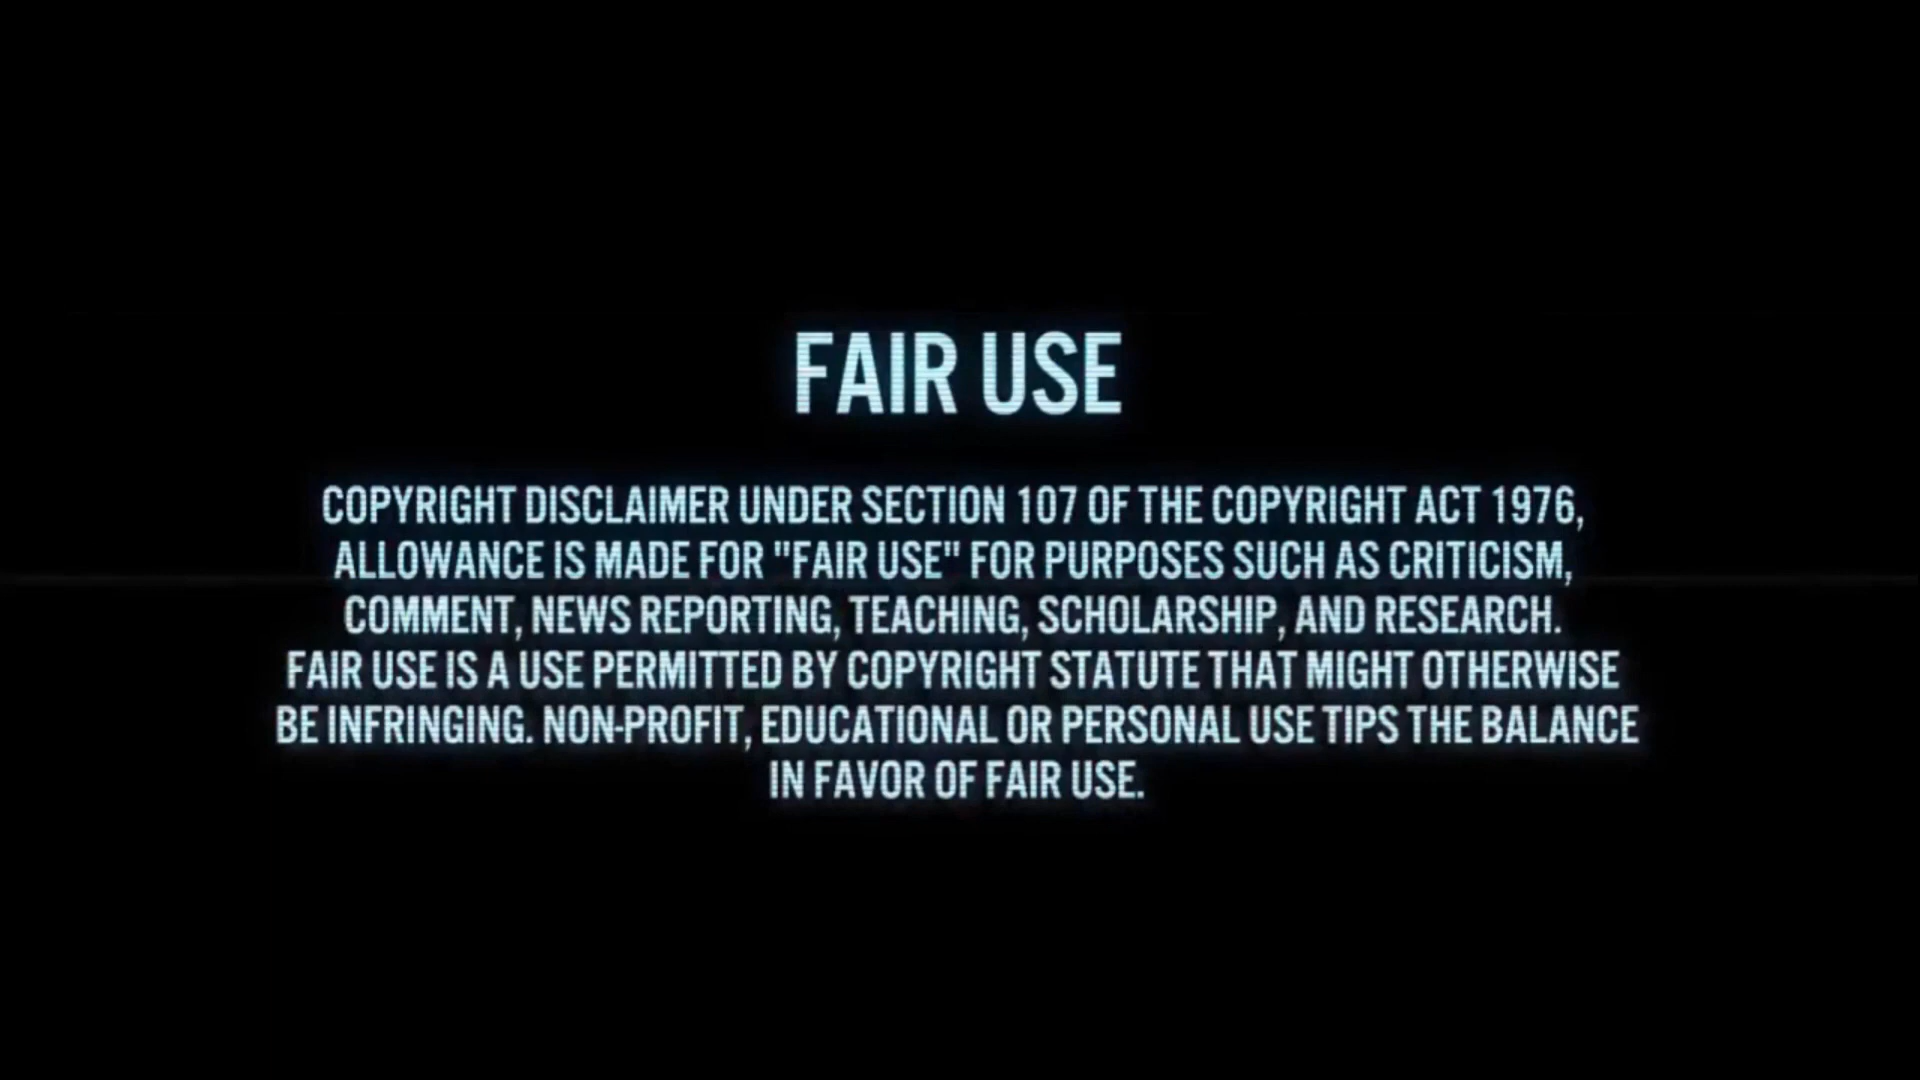 FAIR USE
COPYRIGHT DISCLAIMER UNDER SECTION 107 OF THE COPYRIGHT ACT 1976,
ALLOWANCE IS MADE FOR "FAIR USE" FOR PURPOSES SUCH AS CRITICISM,
COMMENT, NEWS REPORTING, TEACHING, SCHOLARSHIP, AND RESEARCH.
FAIR USE IS A USE PERMITTED BY COPYRIGHT STATUTE THAT MIGHT OTHERWISE
BE INFRINGING. NON-PROFIT, EDUCATIONAL OR PERSONAL USE TIPS THE BALANCE
IN FAVOR OF FAIR USE.